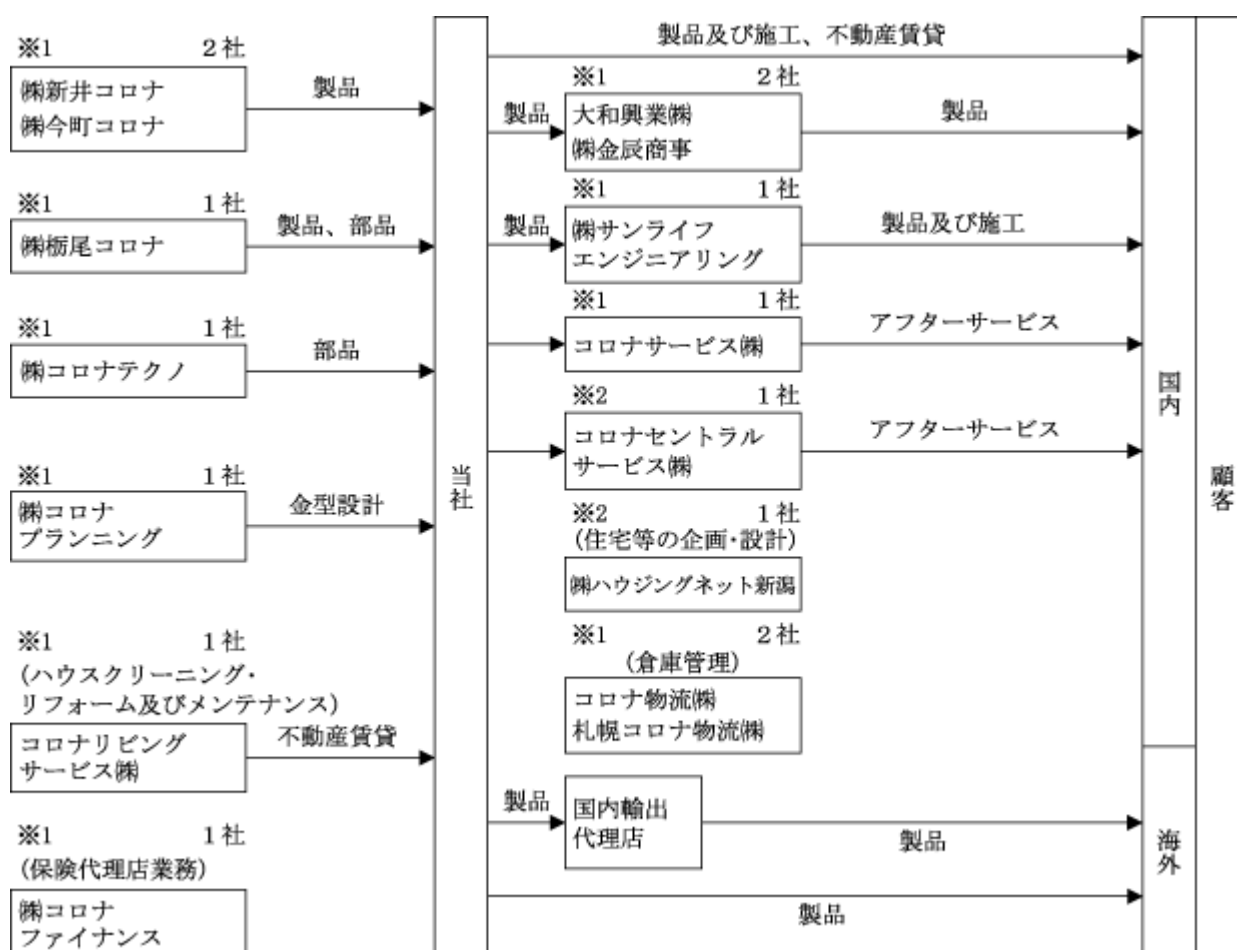 ※1 2社
㈱新井コロナ
㈱今町コロナ
製品
※1 1社
㈱栃尾コロナ
製品、部品
※1 1社
㈱コロナテクノ
部品
※1 1社
㈱コロナ
プランニング
金型設計
※1 1社
(ハウスクリーニング・
リフォーム及びメンテナンス)
コロナリビング
サービス㈱
不動産賃貸
※1 1社
(保険代理店業務)
㈱コロナ
ファイナンス
当社
製品及び施工、不動産賃貸
※1 2社
製品
大和興業㈱
㈱金辰商事
製品
※1 1社
製品
㈱サンライフ
エンジニアリング
製品及び施工
※1 1社
コロナサービス㈱
アフターサービス
※2 1社
コロナセントラル
サービス㈱
アフターサービス
※2 1社
(住宅等の企画・設計)
㈱ハウジングネット新潟
※1 2社
(倉庫管理)
コロナ物流㈱
札幌コロナ物流㈱
製品
国内輸出
代理店
製品
製品
国内
海外
顧客